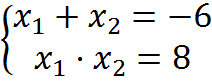 x₁ + x₂ = −6
x₁ · x₂ = 8